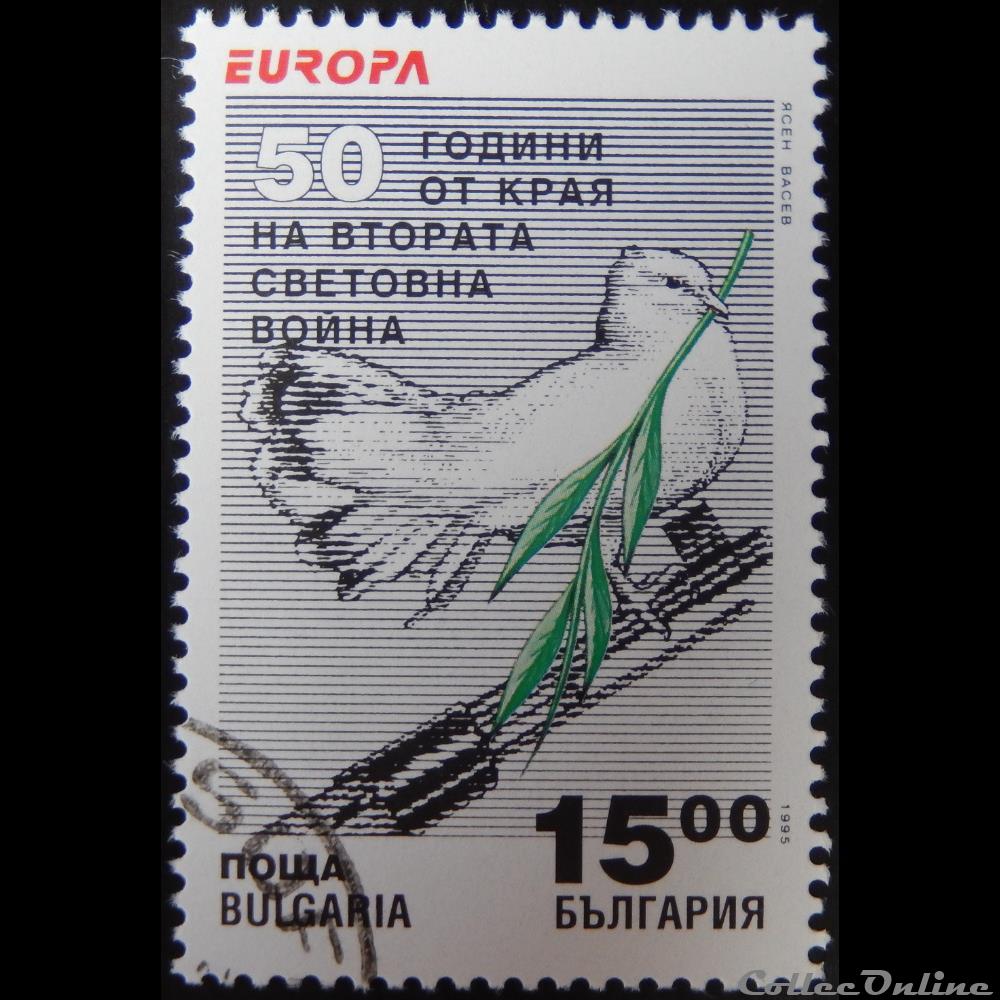 EUROPA
50 ГОДИНИ
ОТ КРАЯ
НА ВТОРАТА
СВЕТОВНА
ВОЙНА
ЯСЕН ВАСЕВ
1500
1995
ПОЩА
BULGARIA
БЪЛГАРИЯ
CollecOnline